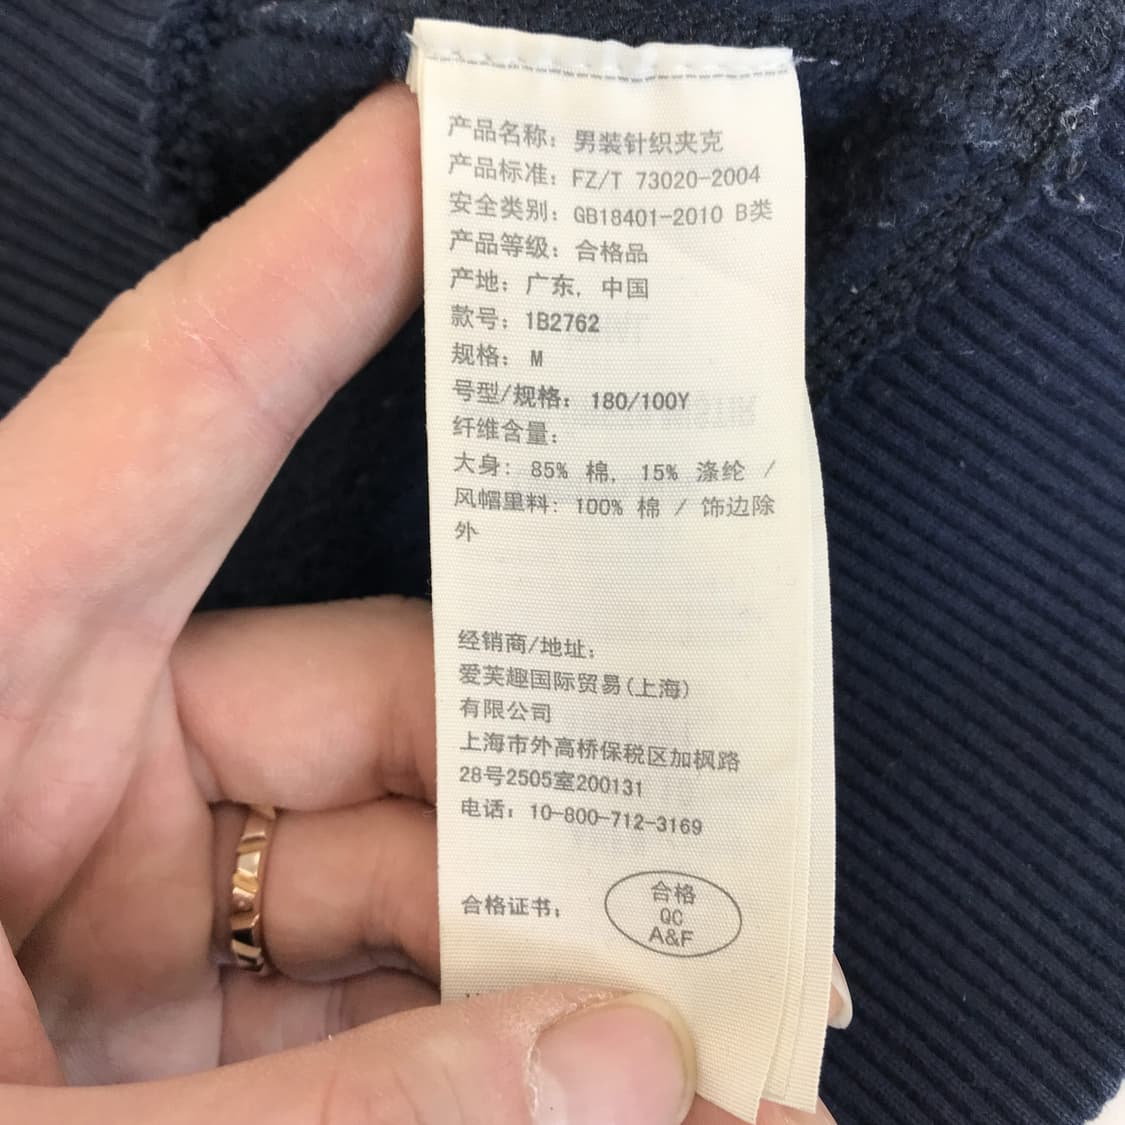 产品名称：男装针织夹克
产品标准：FZ/T 73020-2004
安全类别：GB18401-2010 B类
产品等级：合格品
产地：广东, 中国
款号：1B2762
规格：M
号型/规格：180/100Y
纤维含量：
大身：85% 棉, 15% 涤纶 /
风帽里料：100% 棉 / 饰边除
外
经销商/地址：
爱芙趣国际贸易(上海)
有限公司
上海市外高桥保税区加枫路
28号2505室200131
电话：10-800-712-3169
合格证书：
合格
QC
A&F